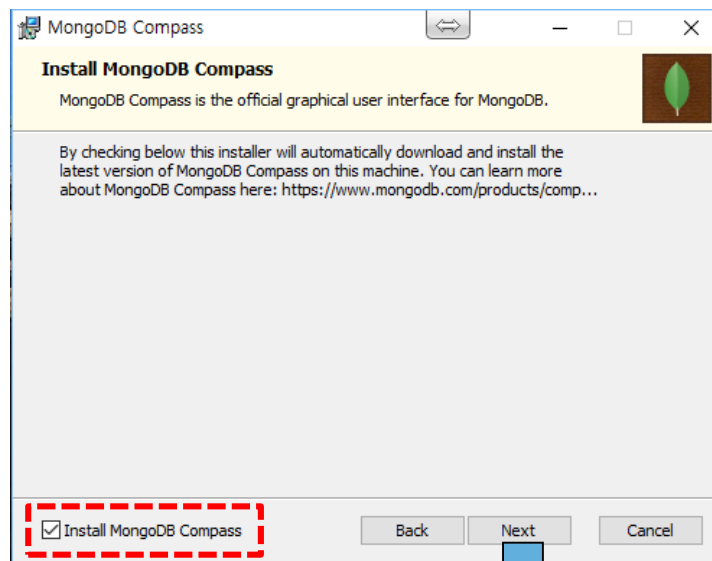 MongoDB Compass
Install MongoDB Compass
MongoDB Compass is the official graphical user interface for MongoDB.
By checking below this installer will automatically download and install the
latest version of MongoDB Compass on this machine. You can learn more
about MongoDB Compass here: https://www.mongodb.com/products/comp...
Install MongoDB Compass
Back
Next
Cancel